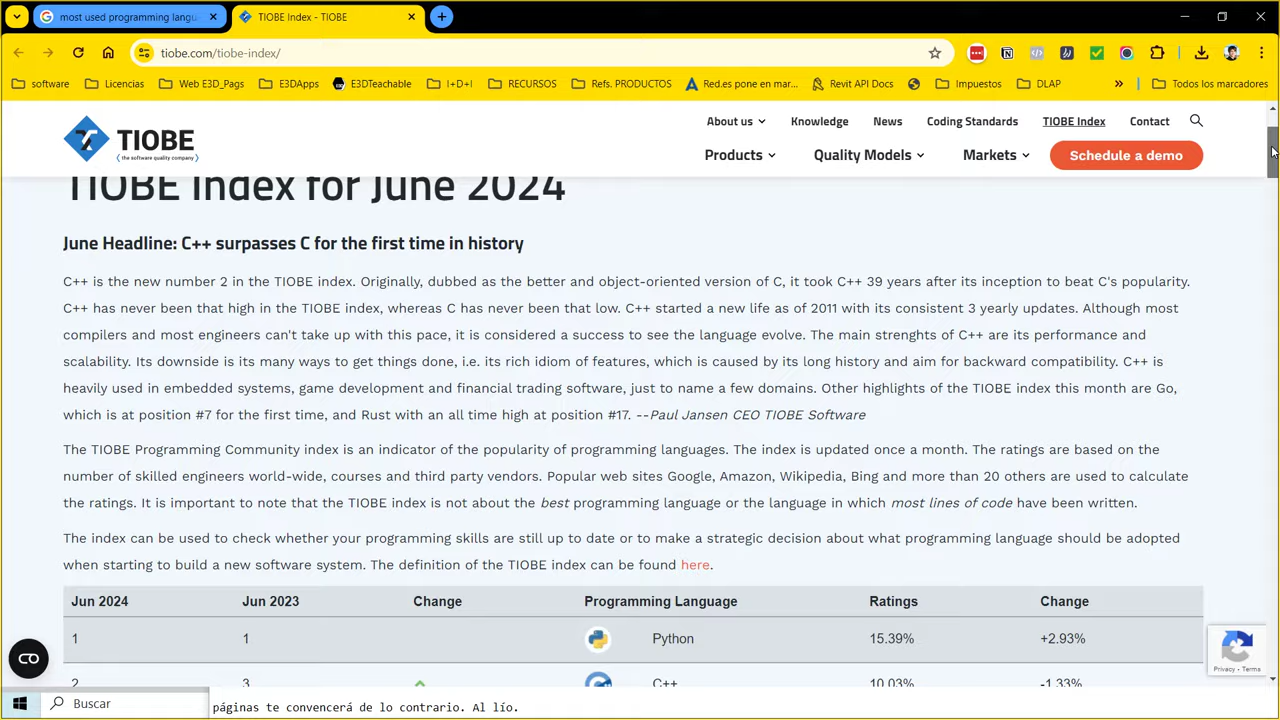 most used programming langu
TIOBE Index - TIOBE
tiobe.com/tiobe-index/
software
Licencias
Web E3D_Pags
E3DApps
E3DTeachable
I+D+I
RECURSOS
Refs. PRODUCTOS
Red.es pone en mar...
Revit API Docs
Impuestos
DLAP
»
Todos los marcadores
TIOBE
(the software quality company)
About us
Knowledge
News
Coding Standards
TIOBE Index
Contact
Products
Quality Models
Markets
Schedule a demo
TIOBE Index for June 2024
June Headline: C++ surpasses C for the first time in history
C++ is the new number 2 in the TIOBE index. Originally, dubbed as the better and object-oriented version of C, it took C++ 39 years after its inception to beat C's popularity.
C++ has never been that high in the TIOBE index, whereas C has never been that low. C++ started a new life as of 2011 with its consistent 3 yearly updates. Although most
compilers and most engineers can't take up with this pace, it is considered a success to see the language evolve. The main strenghts of C++ are its performance and
scalability. Its downside is its many ways to get things done, i.e. its rich idiom of features, which is caused by its long history and aim for backward compatibility. C++ is
heavily used in embedded systems, game development and financial trading software, just to name a few domains. Other highlights of the TIOBE index this month are Go,
which is at position #7 for the first time, and Rust with an all time high at position #17. --Paul Jansen CEO TIOBE Software
The TIOBE Programming Community index is an indicator of the popularity of programming languages. The index is updated once a month. The ratings are based on the
number of skilled engineers world-wide, courses and third party vendors. Popular web sites Google, Amazon, Wikipedia, Bing and more than 20 others are used to calculate
the ratings. It is important to note that the TIOBE index is not about the best programming language or the language in which most lines of code have been written.
The index can be used to check whether your programming skills are still up to date or to make a strategic decision about what programming language should be adopted
when starting to build a new software system. The definition of the TIOBE index can be found here.
Jun 2024 Jun 2023 Change Programming Language Ratings Change
1 1 Python 15.39% +2.93%
2 3 C++ 10.03% -1.33%
Privacy - Terms
Buscar
páginas te convencerá de lo contrario. Al lío.